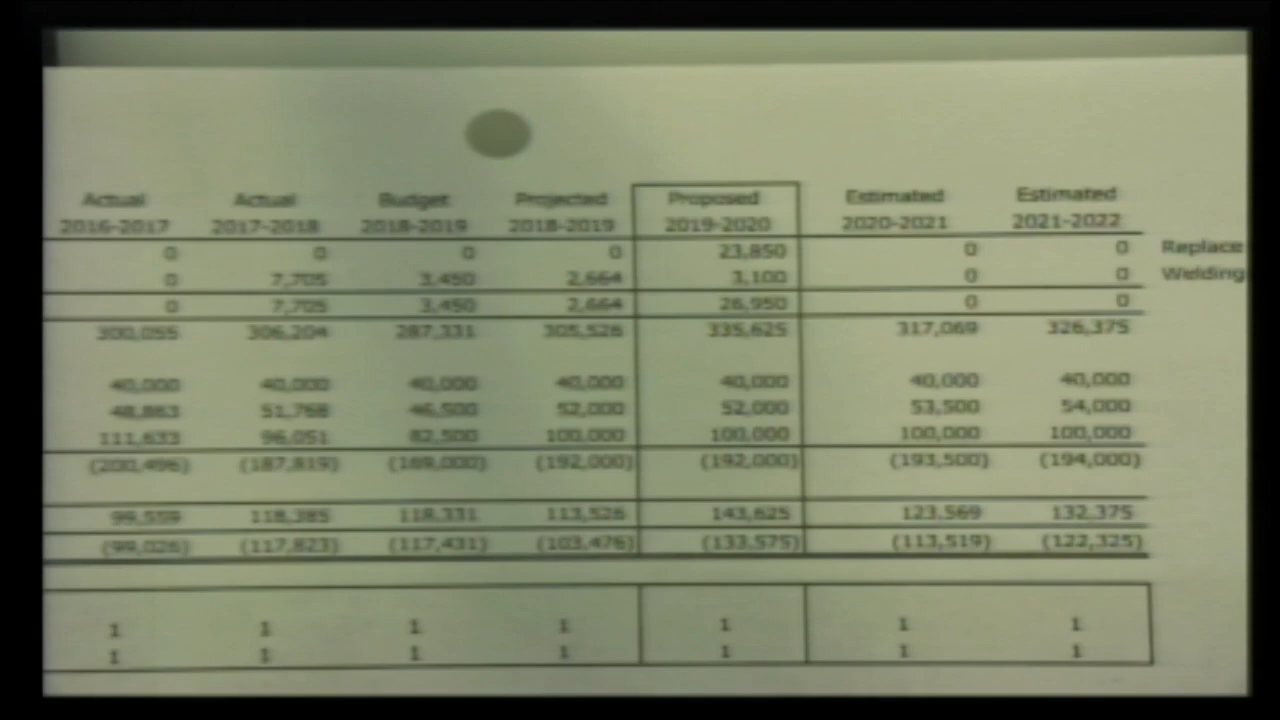 Actual Actual Budget Projected Proposed Estimated Estimated
2016-2017 2017-2018 2018-2019 2018-2019 2019-2020 2020-2021 2021-2022
0 0 0 0 23,850 0 0 Replace
0 7,705 3,450 2,664 3,100 0 0 Welding
0 7,705 3,450 2,664 26,950 0 0
300,055 306,204 287,331 305,526 335,625 317,069 326,375
40,000 40,000 40,000 40,000 40,000 40,000 40,000
48,863 51,768 46,500 52,000 52,000 53,500 54,000
111,633 96,051 82,500 100,000 100,000 100,000 100,000
(200,496) (187,819) (169,000) (192,000) (192,000) (193,500) (194,000)
99,559 118,385 118,331 113,526 143,625 123,569 132,375
(99,026) (117,823) (117,431) (103,476) (133,575) (113,519) (122,325)
1 1 1 1 1 1 1
1 1 1 1 1 1 1